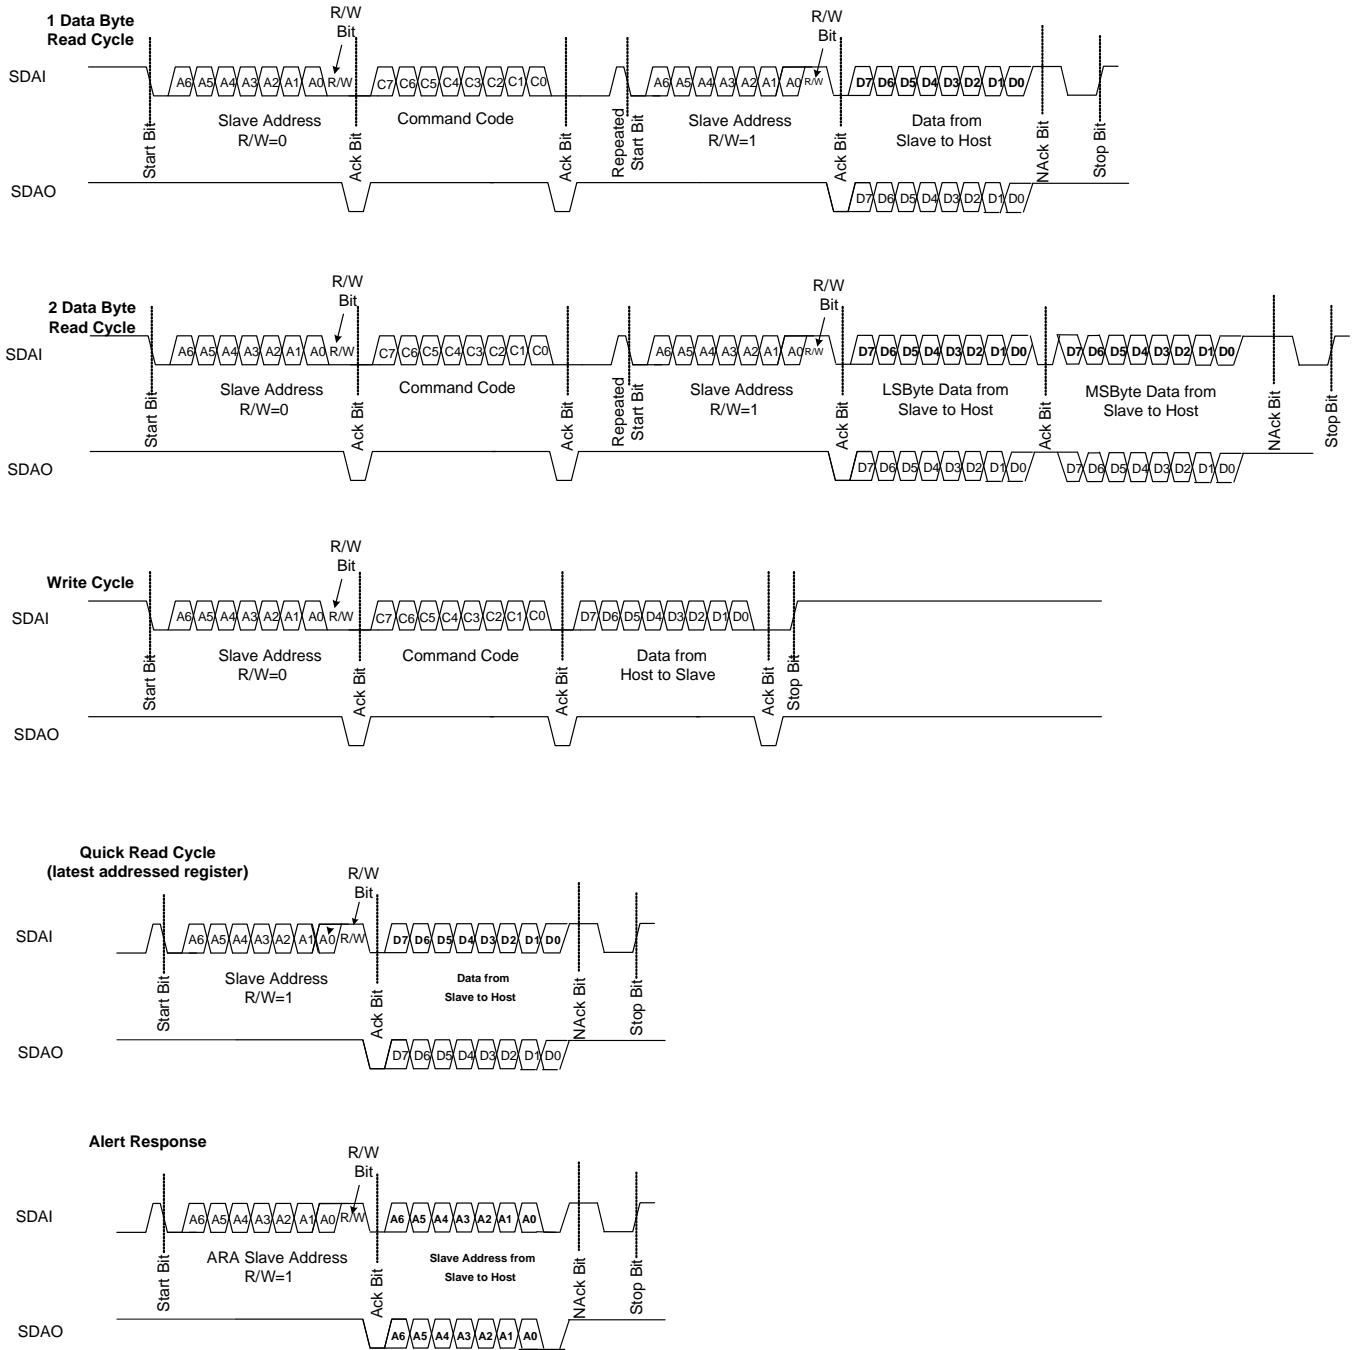 1 Data Byte
Read Cycle
R/W
Bit
R/W
Bit
SDAI
A6 A5 A4 A3 A2 A1 A0 R/W C7 C6 C5 C4 C3 C2 C1 C0 A6 A5 A4 A3 A2 A1 A0 R/W D7 D6 D5 D4 D3 D2 D1 D0
Slave Address
R/W=0
Command Code
Slave Address
R/W=1
Data from
Slave to Host
Start Bit
Ack Bit
Ack Bit
Repeated
Start Bit
Ack Bit
NAck Bit
Stop Bit
SDAO
D7 D6 D5 D4 D3 D2 D1 D0
2 Data Byte
Read Cycle
R/W
Bit
R/W
Bit
SDAI
A6 A5 A4 A3 A2 A1 A0 R/W C7 C6 C5 C4 C3 C2 C1 C0 A6 A5 A4 A3 A2 A1 A0 R/W D7 D6 D5 D4 D3 D2 D1 D0 D7 D6 D5 D4 D3 D2 D1 D0
Slave Address
R/W=0
Command Code
Slave Address
R/W=1
LSByte Data from
Slave to Host
MSByte Data from
Slave to Host
Start Bit
Ack Bit
Ack Bit
Repeated
Start Bit
Ack Bit
Ack Bit
NAck Bit
Stop Bit
SDAO
D7 D6 D5 D4 D3 D2 D1 D0 D7 D6 D5 D4 D3 D2 D1 D0
Write Cycle
R/W
Bit
SDAI
A6 A5 A4 A3 A2 A1 A0 R/W C7 C6 C5 C4 C3 C2 C1 C0 D7 D6 D5 D4 D3 D2 D1 D0
Slave Address
R/W=0
Command Code
Data from
Host to Slave
Start Bit
Ack Bit
Ack Bit
Ack Bit
Stop Bit
SDAO
Quick Read Cycle
(latest addressed register)
R/W
Bit
SDAI
A6 A5 A4 A3 A2 A1 A0 R/W D7 D6 D5 D4 D3 D2 D1 D0
Slave Address
R/W=1
Data from
Slave to Host
Start Bit
Ack Bit
NAck Bit
Stop Bit
SDAO
D7 D6 D5 D4 D3 D2 D1 D0
Alert Response
R/W
Bit
SDAI
A6 A5 A4 A3 A2 A1 A0 R/W A6 A5 A4 A3 A2 A1 A0
ARA Slave Address
R/W=1
Slave Address from
Slave to Host
Start Bit
Ack Bit
NAck Bit
Stop Bit
SDAO
A6 A5 A4 A3 A2 A1 A0